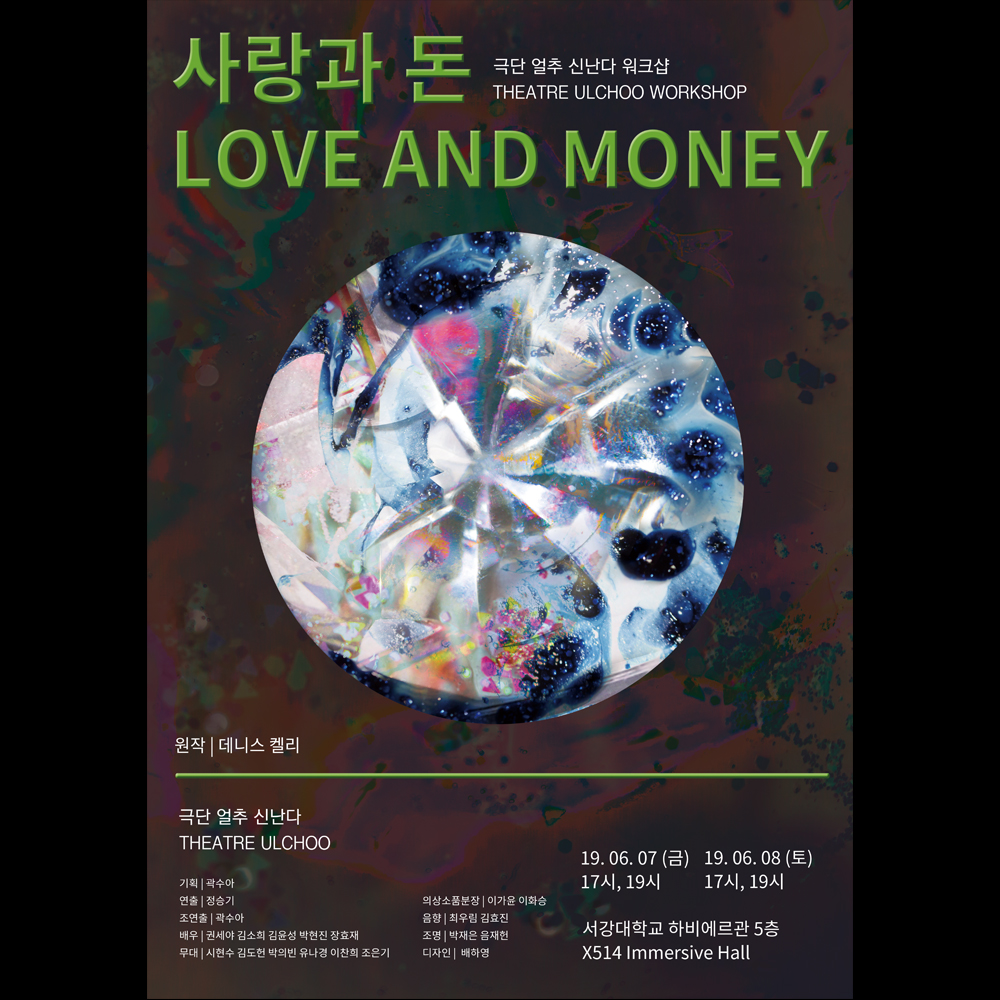 사랑과 돈
극단 얼추 신난다 워크샵
THEATRE ULCHOO WORKSHOP
LOVE AND MONEY
원작 | 데니스 켈리
극단 얼추 신난다
THEATRE ULCHOO
기획 | 곽수아
연출 | 정승기
조연출 | 곽수아
배우 | 권세야 김소희 김윤성 박현진 장효재
무대 | 시현수 김도헌 박의빈 유나경 이찬희 조은기
의상소품분장 | 이가윤 이화승
음향 | 최우림 김효진
조명 | 박재은 음재헌
디자인 | 배하영
19. 06. 07 (금) 19. 06. 08 (토)
17시, 19시 17시, 19시
서강대학교 하비에르관 5층
X514 Immersive Hall